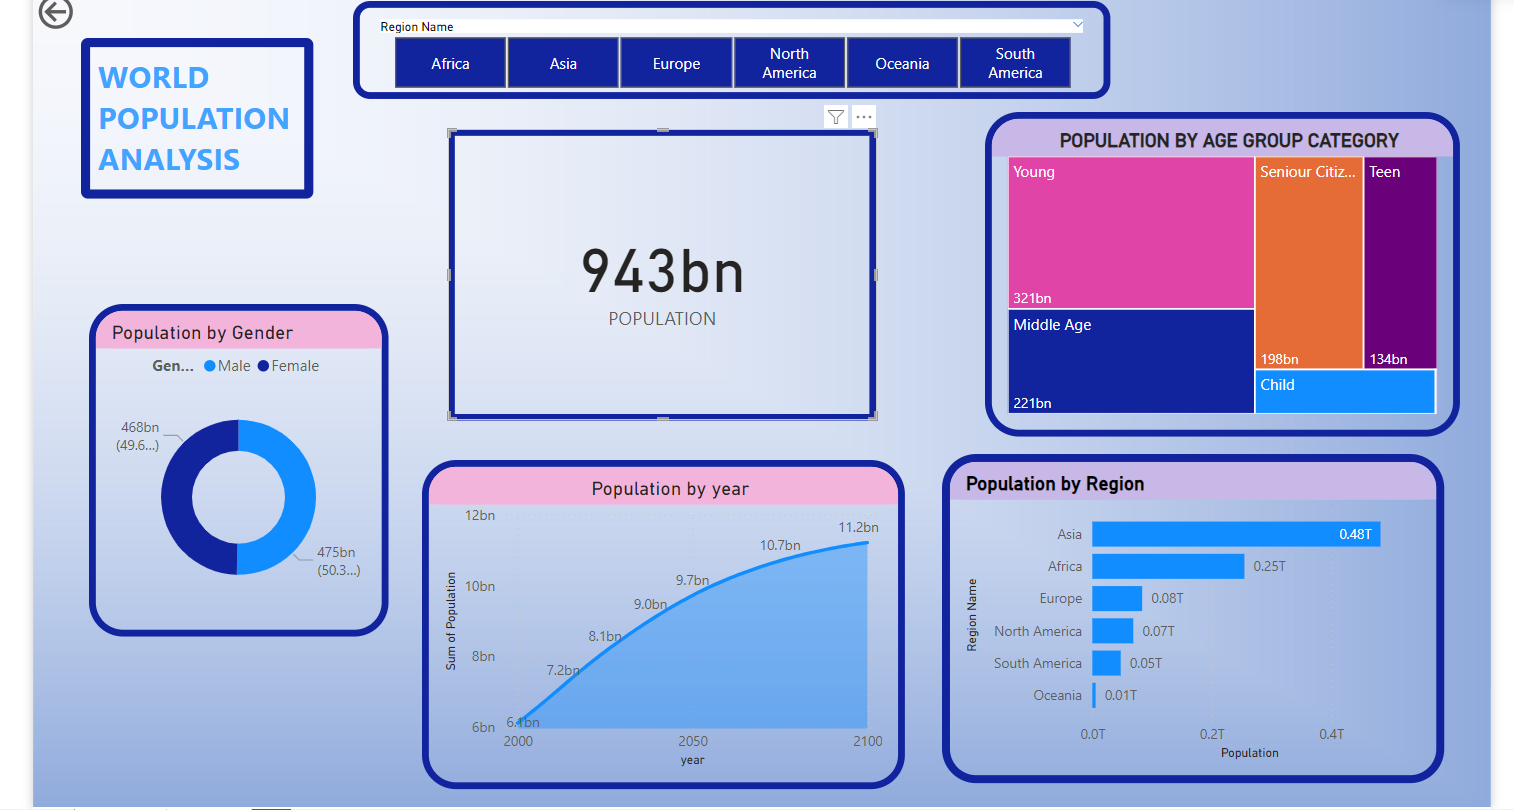 Region Name
Africa
Asia
Europe
North
America
Oceania
South
America
WORLD
POPULATION
ANALYSIS
943bn
POPULATION
POPULATION BY AGE GROUP CATEGORY
Young
321bn
Middle Age
221bn
Seniour Citiz...
198bn
Teen
134bn
Child
Population by Gender
Gen... Male Female
468bn
(49.6...)
475bn
(50.3...)
Population by year
Sum of Population
12bn
10bn
8bn
6bn
6.1bn
7.2bn
8.1bn
9.0bn
9.7bn
10.7bn
11.2bn
2000 2050 2100
year
Population by Region
Region Name
Asia 0.48T
Africa 0.25T
Europe 0.08T
North America 0.07T
South America 0.05T
Oceania 0.01T
0.0T 0.2T 0.4T
Population